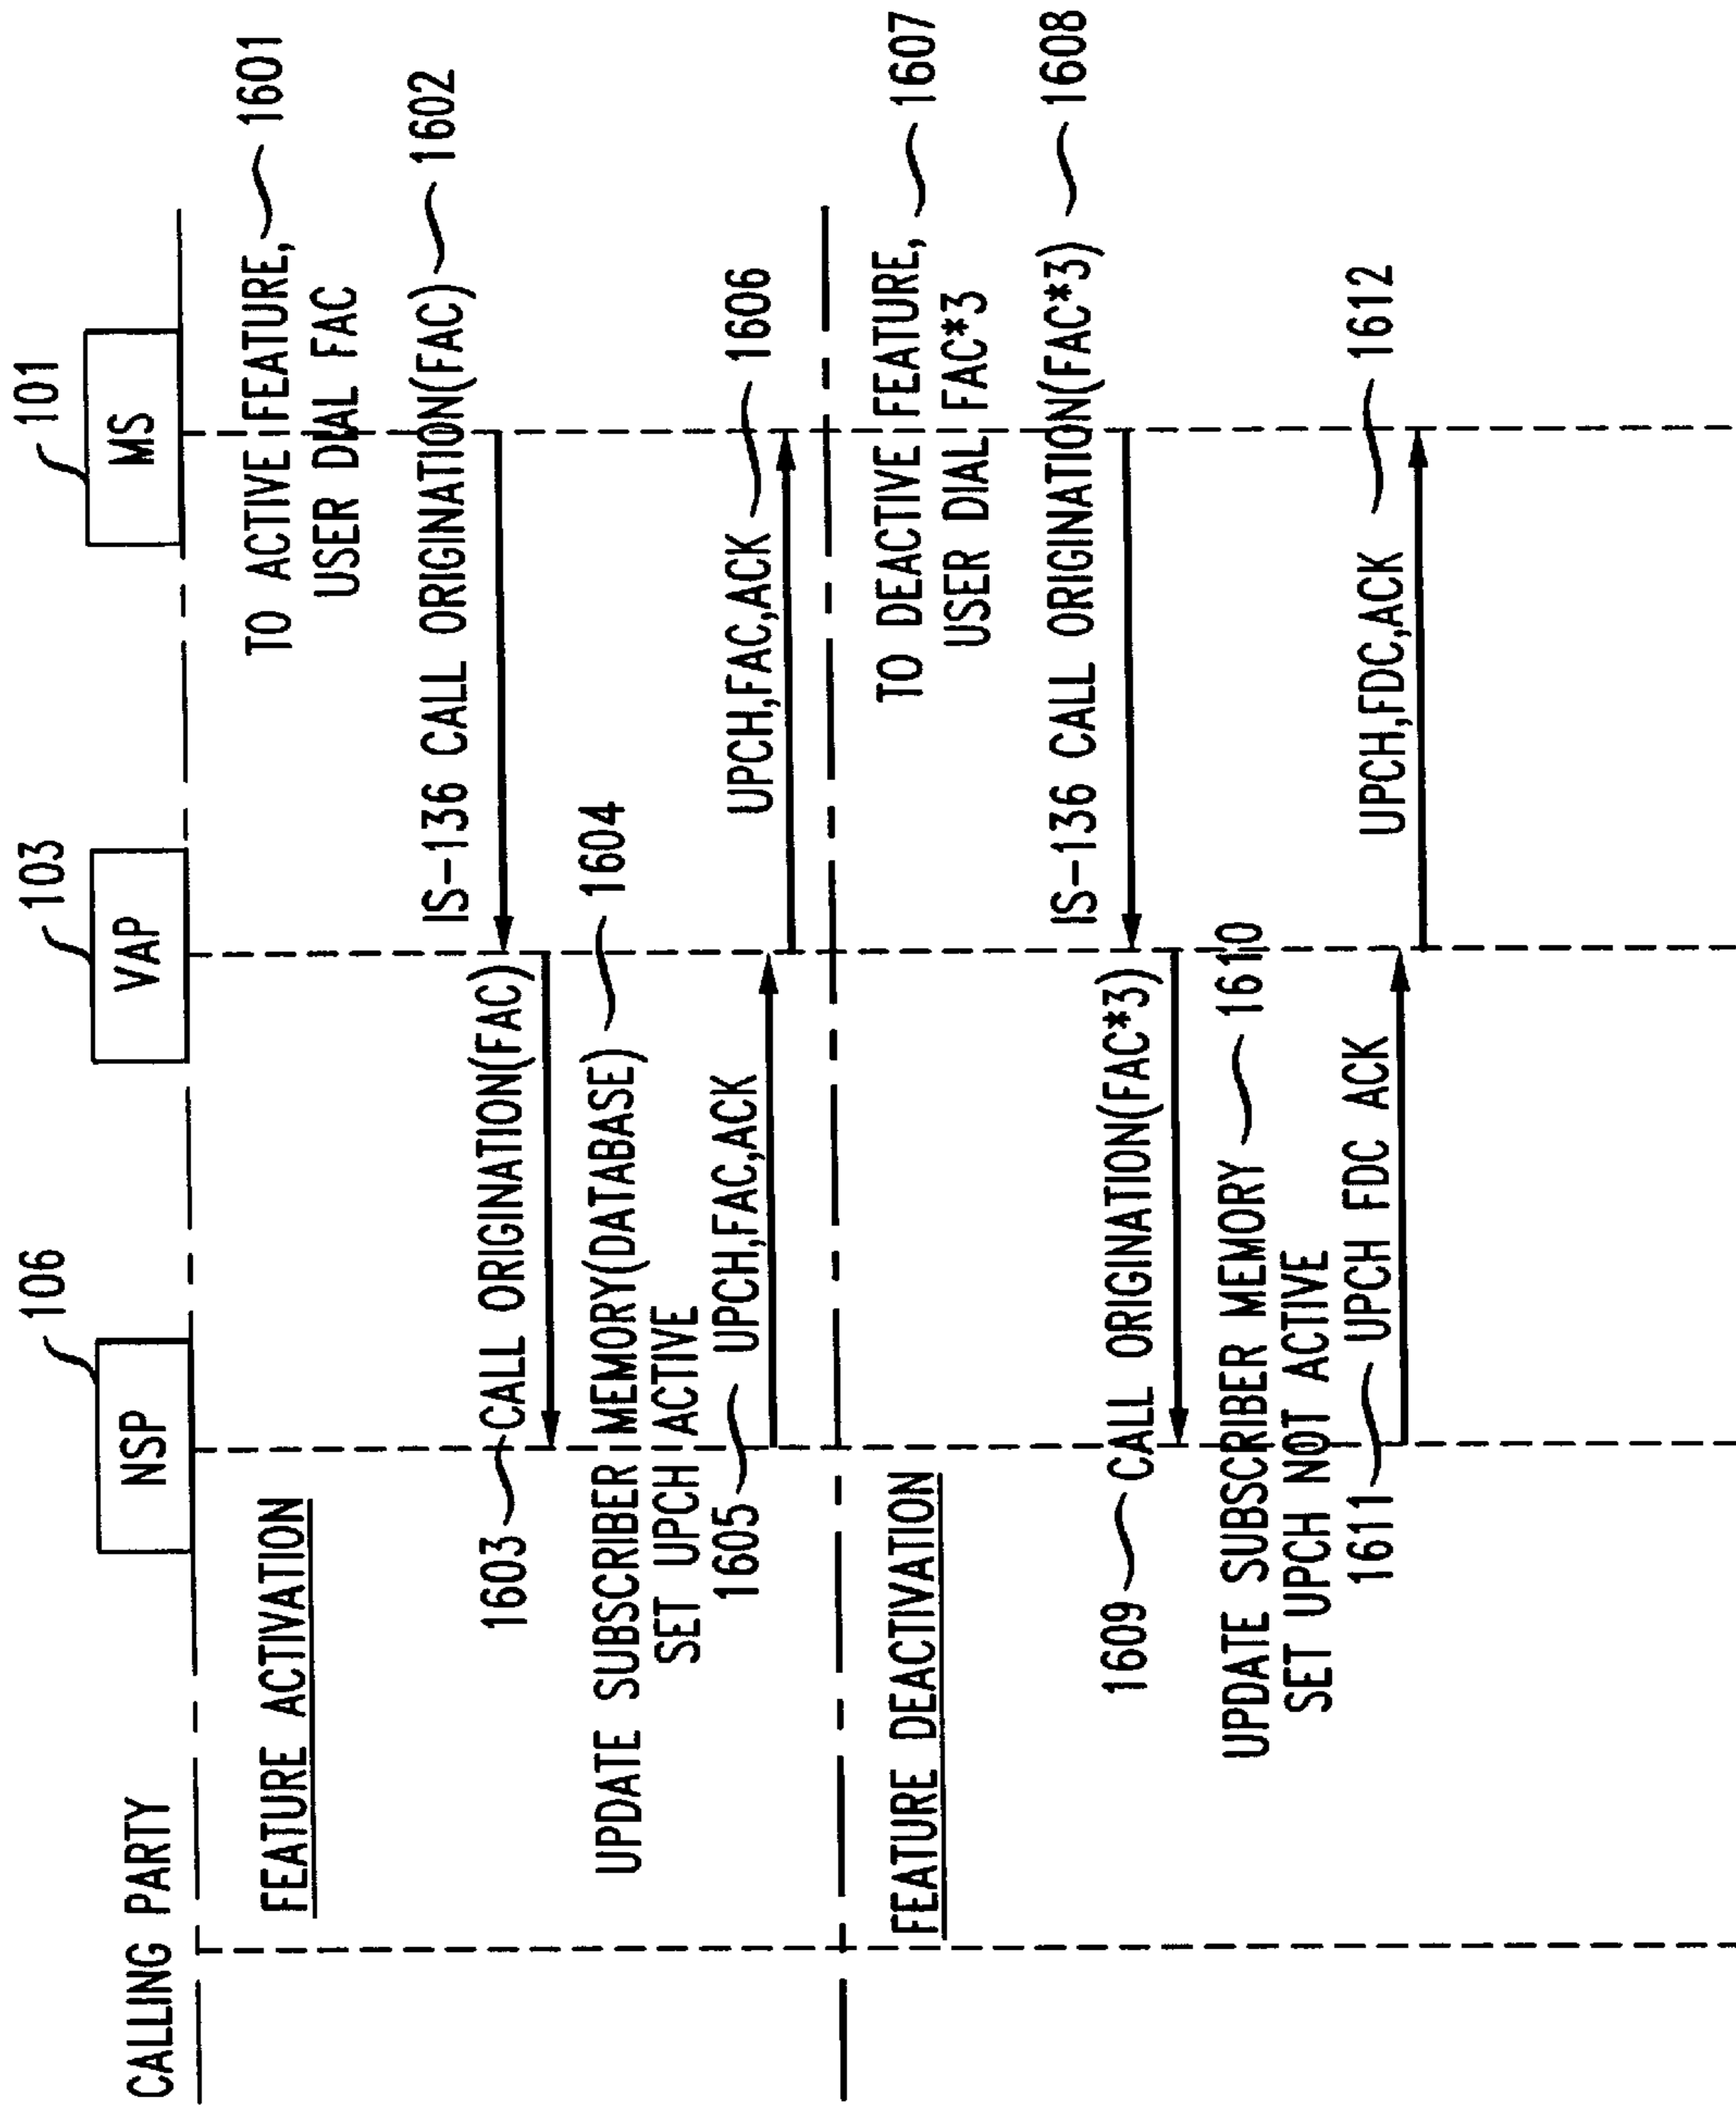 CALLING PARTY
NSP
106
VAP
103
MS
101
FEATURE ACTIVATION
TO ACTIVE FEATURE, 1601
USER DIAL FAC
IS-136 CALL ORIGINATION(FAC) 1602
1603 CALL ORIGINATION(FAC)
UPDATE SUBSCRIBER MEMORY(DATABASE) 1604
SET UPCH ACTIVE
1605 UPCH,FAC,ACK
UPCH,FAC,ACK 1606
FEATURE DEACTIVATION
TO DEACTIVE FEATURE, 1607
USER DIAL FAC*3
IS-136 CALL ORIGINATION(FAC*3) 1608
1609 CALL ORIGINATION(FAC*3)
UPDATE SUBSCRIBER MEMORY 1610
SET UPCH NOT ACTIVE
1611 UPCH FDC ACK
UPCH,FDC,ACK 1612